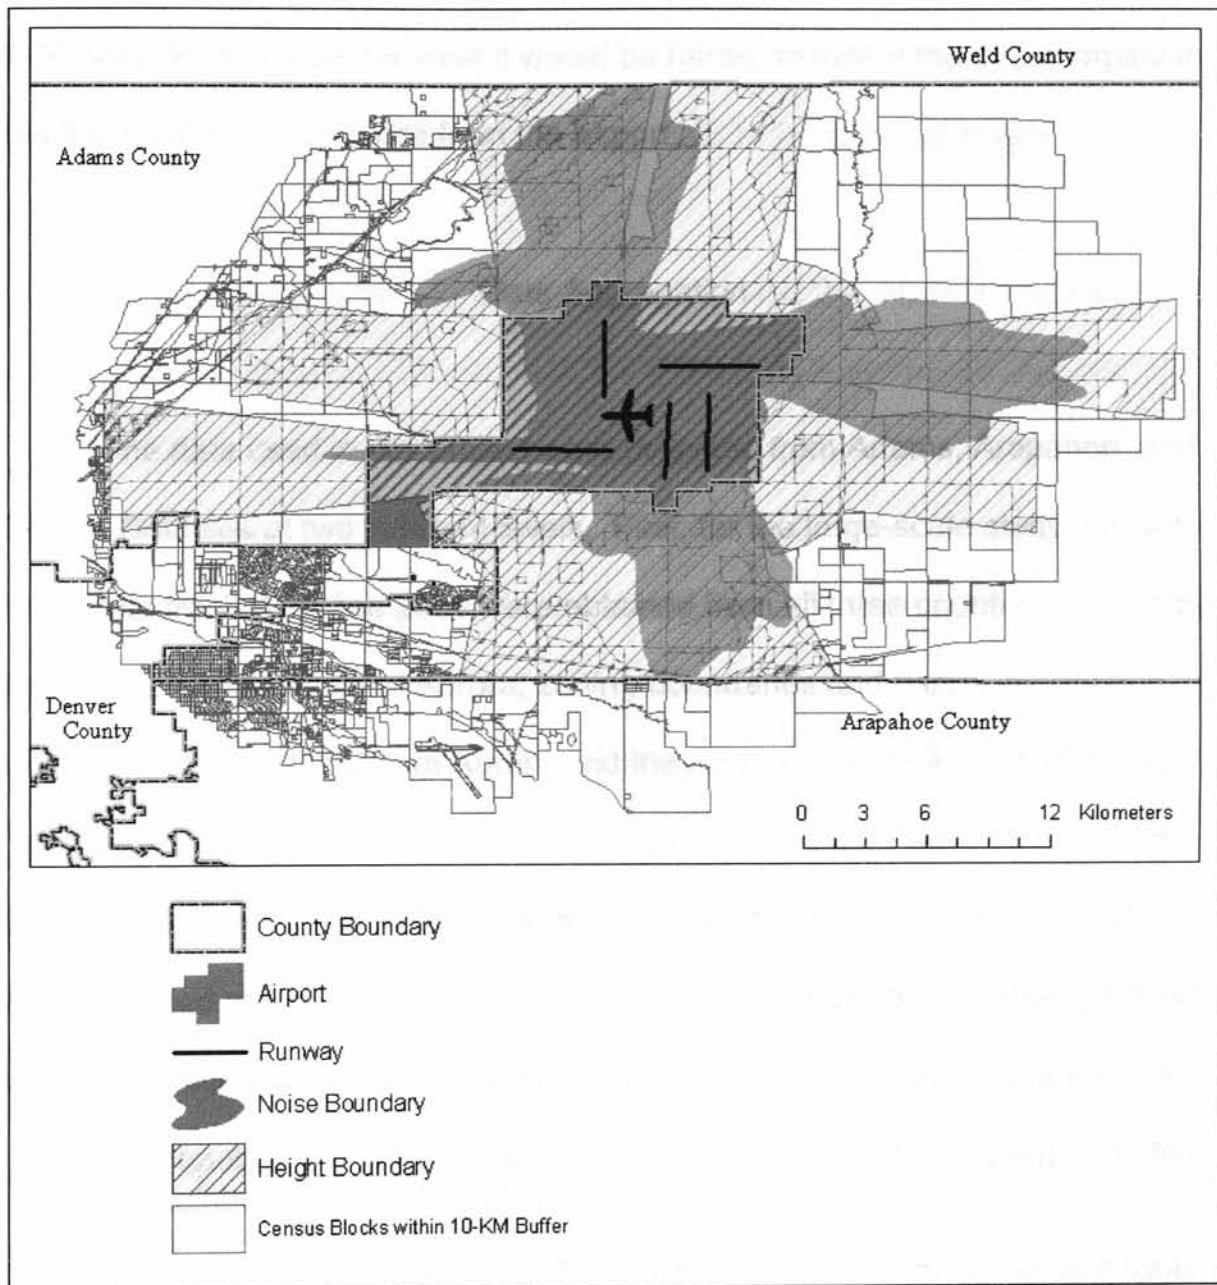 Weld County
Adams County
Denver
County
Arapahoe County
0 3 6 12 Kilometers
County Boundary
Airport
Runway
Noise Boundary
Height Boundary
Census Blocks within 10-KM Buffer